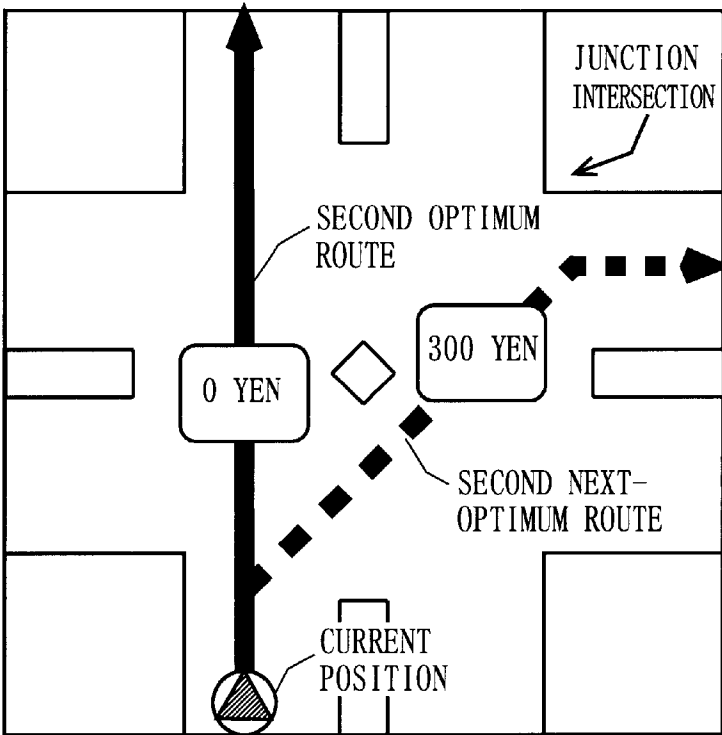 JUNCTION
INTERSECTION
SECOND OPTIMUM
ROUTE
300 YEN
0 YEN
SECOND NEXT-
OPTIMUM ROUTE
CURRENT
POSITION